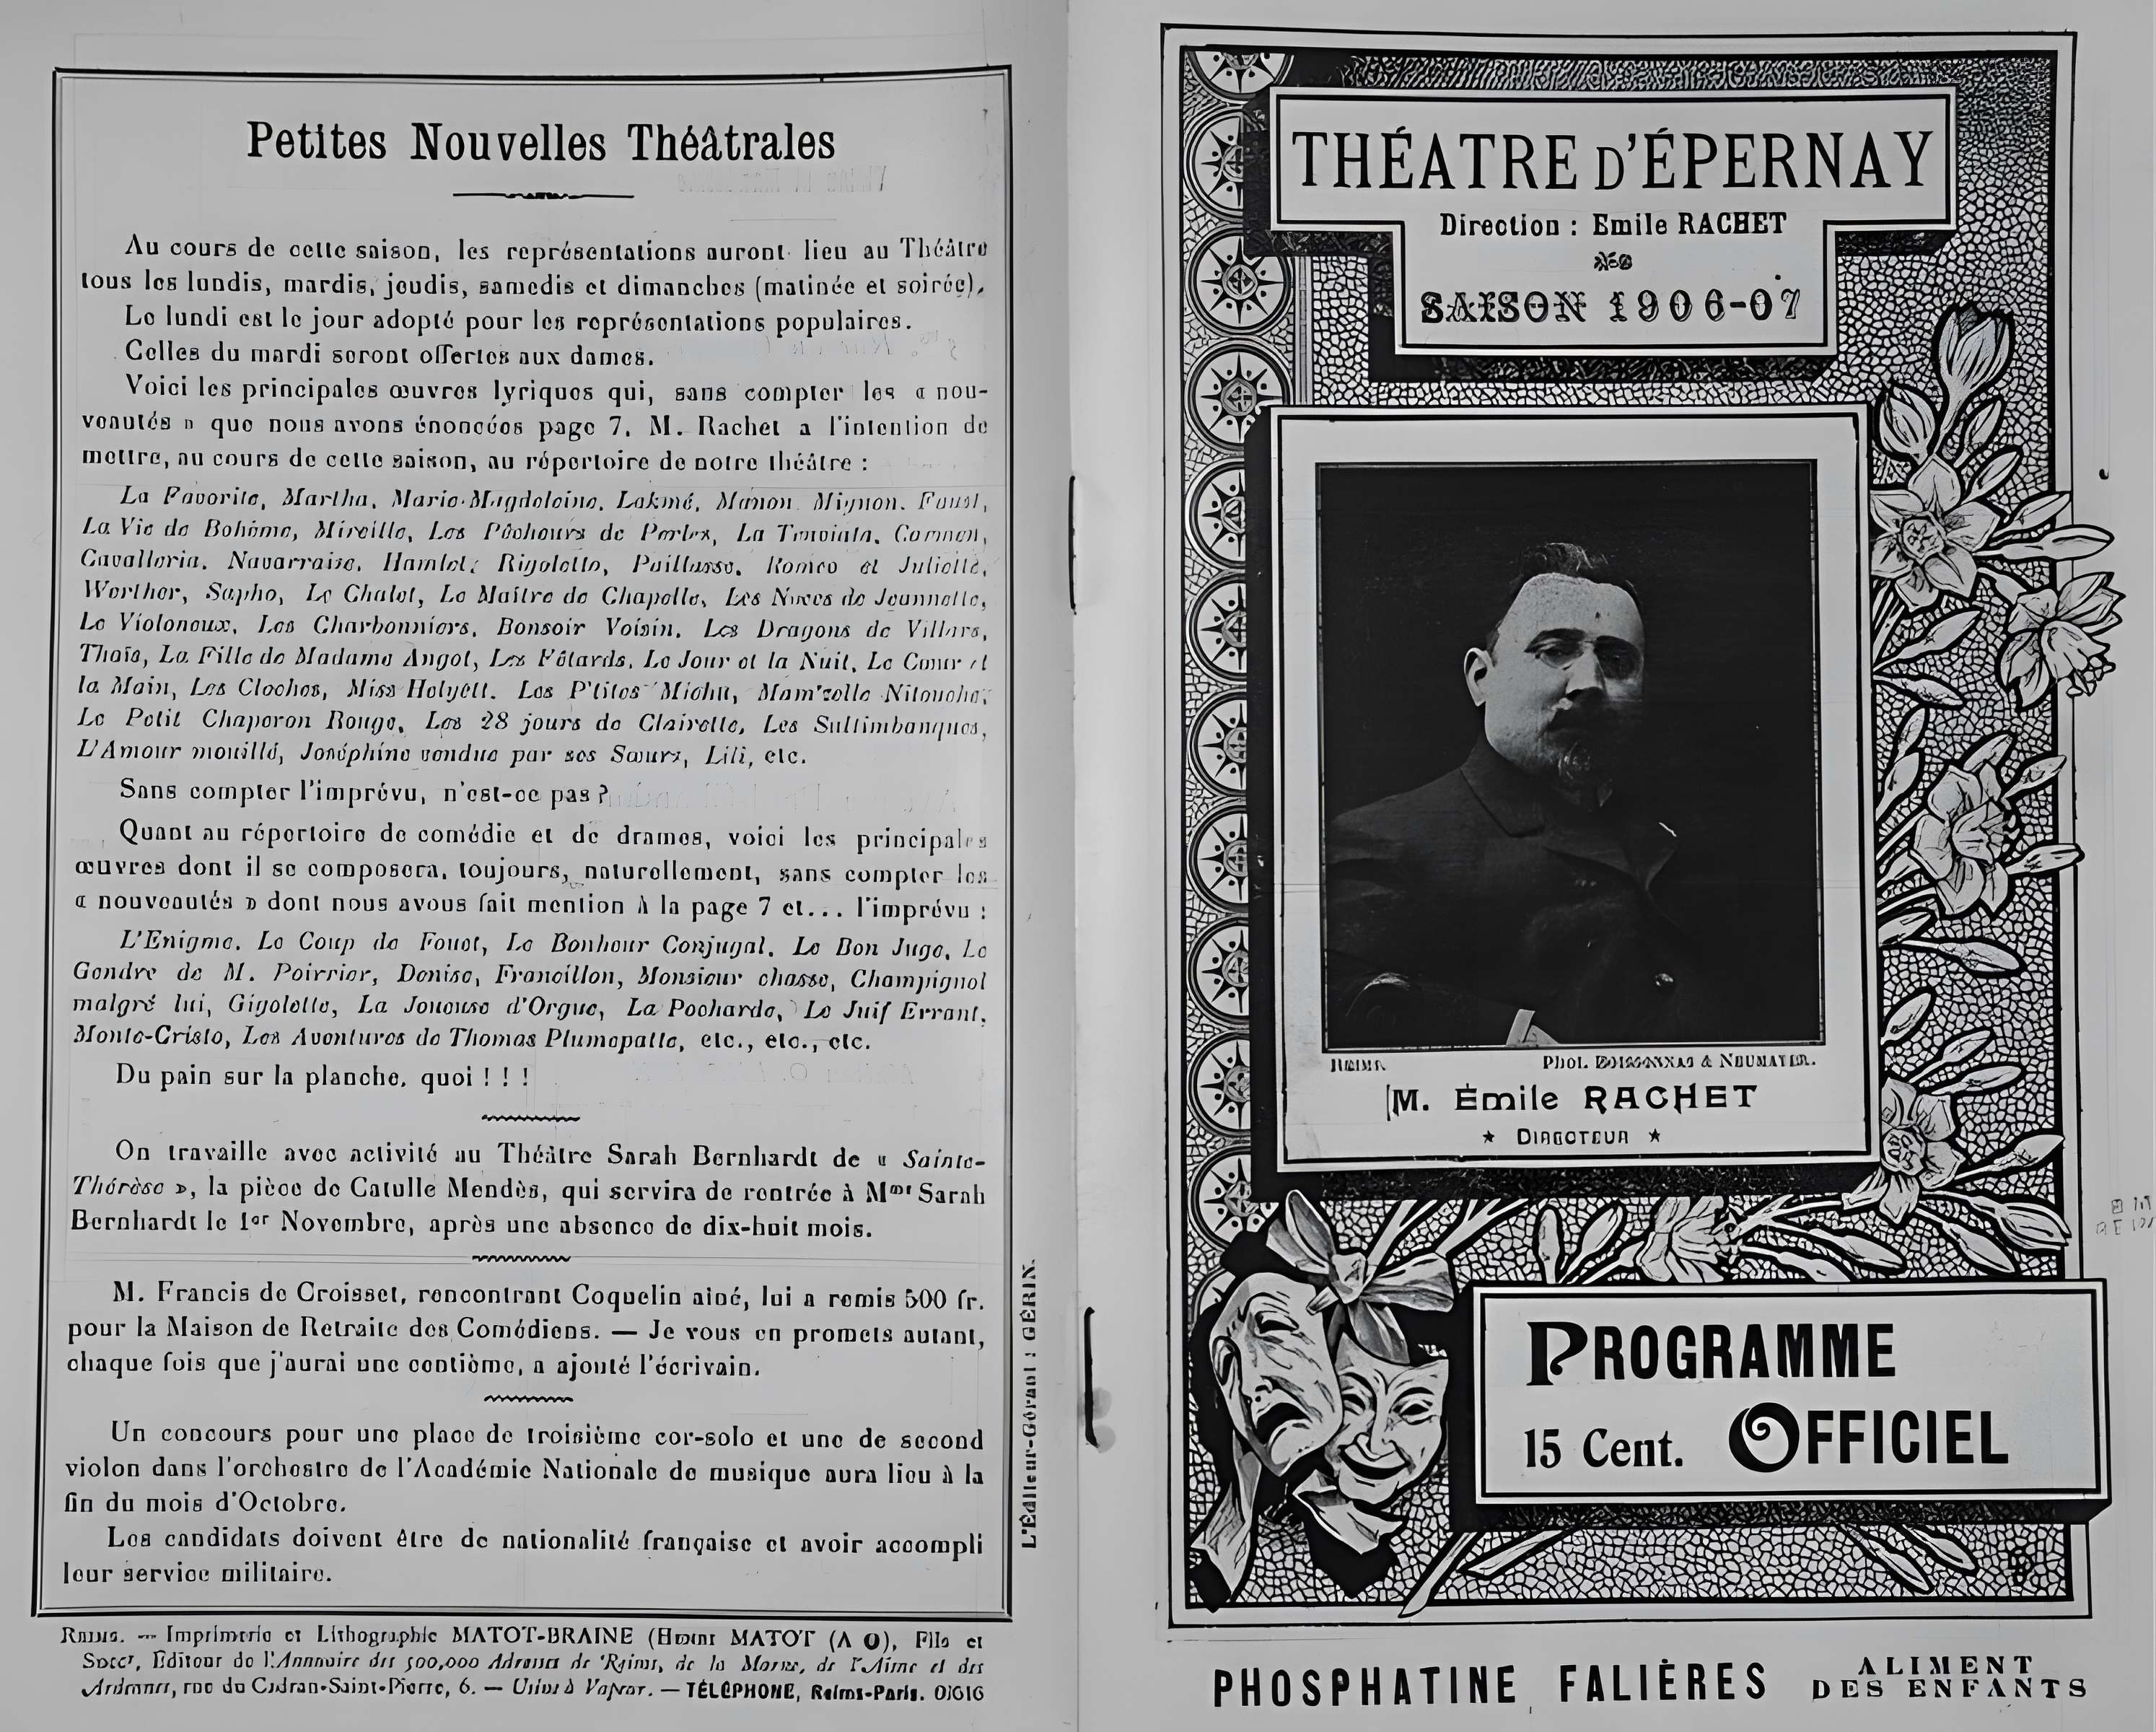 Petites Nouvelles Théâtrales
Au cours de cette saison, les représentations auront lieu au Théâtre
tous les lundis, mardis, jeudis, samedis et dimanches (matinée et soirée).
Le lundi est le jour adopté pour les représentations populaires.
Celles du mardi seront offertes aux dames.
Voici les principales œuvres lyriques qui, sans compter les « nou-
veautés » que nous avons énoncées page 7, M. Rachet a l'intention de
mettre, au cours de cette saison, au répertoire de notre théâtre :
La Favorite, Martha, Marie-Magdeleine, Lakmé, Manon, Mignon, Faust,
La Vie de Bohême, Mireille, Les Pêcheurs de Perles, La Traviata, Carmen,
Cavalleria, Navarraise, Hamlet, Rigoletto, Paillasse, Roméo et Juliette,
Werther, Sapho, Le Chalet, Le Maître de Chapelle, Les Noces de Jeannette,
Le Violoneux, Les Charbonniers, Bonsoir Voisin, Les Dragons de Villars,
Thaïs, La Fille de Madame Angot, Les Fêtards, Le Jour et la Nuit, Le Cœur et
la Main, Les Cloches, Miss Helyett, Les P'tites Michu, Mam'zelle Nitouche,
Le Petit Chaperon Rouge, Les 28 jours de Clairette, Les Saltimbanques,
L'Amour mouillé, Joséphine vendue par ses Sœurs, Lili, etc.
Sans compter l'imprévu, n'est-ce pas ?
Quant au répertoire de comédie et de drames, voici les principales
œuvres dont il se composera, toujours, naturellement, sans compter les
« nouveautés » dont nous avous fait mention à la page 7 et... l'imprévu :
L'Enigme, Le Coup de Fouet, Le Bonheur Conjugal, Le Bon Juge, Le
Gendre de M. Poirrier, Denise, Francillon, Monsieur chasse, Champignol
malgré lui, Gigolette, La Joueuse d'Orgue, La Pocharde, Le Juif Errant,
Monte-Cristo, Les Aventures de Thomas Plumepatte, etc., etc., etc.
Du pain sur la planche, quoi ! ! !
On travaille avec activité au Théâtre Sarah Bernhardt de « Sainte-
Thérèse », la pièce de Catulle Mendès, qui servira de rentrée à Mme Sarah
Bernhardt le 1er Novembre, après une absence de dix-huit mois.
M. Francis de Croisset, rencontrant Coquelin aîné, lui a remis 500 fr.
pour la Maison de Retraite des Comédiens. — Je vous en promets autant,
chaque fois que j'aurai une centième, a ajouté l'écrivain.
Un concours pour une place de troisième cor-solo et une de second
violon dans l'orchestre de l'Académie Nationale de musique aura lieu à la
fin du mois d'Octobre.
Les candidats doivent être de nationalité française et avoir accompli
leur service militaire.
L'Éditeur-Gérant : GÉRIN.
REIMS. — Imprimerie et Lithographie MATOT-BRAINE (HENRI MATOT (A O), Fils et
Succr, Éditeur de l'Annuaire des 500,000 Adresses de Reims, de la Marne, de l'Aisne et des
Ardennes, rue du Cadran-Saint-Pierre, 6. — Usine à Vapeur. — TÉLÉPHONE, Reims-Paris.
THÉATRE D'ÉPERNAY
Direction : Emile RACHET
SAISON 1906-07
REIMS. Phot. & NEUMAYER.
M. Émile RACHET
★ DIRECTEUR ★
PROGRAMME
15 Cent. OFFICIEL
PHOSPHATINE FALIÈRES ALIMENT
DES ENFANTS